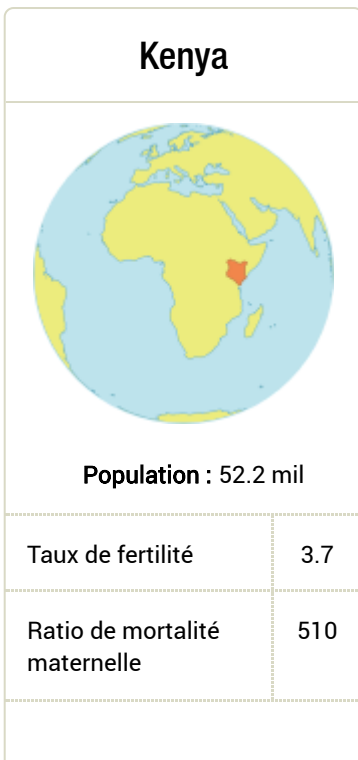 Kenya
Population : 52.2 mil
Taux de fertilité 3.7
Ratio de mortalité 510
maternelle